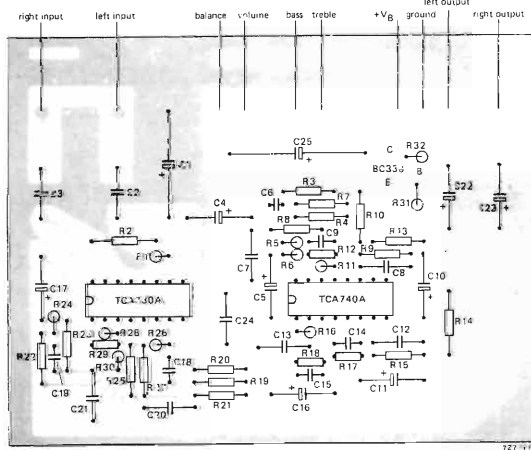 left output
right input left input balance volume bass treble +VB ground right output
C25
R32
C
BC338
B
E
C1
C3
C2
R3
C6
R7
C22
C23
C4
R4
R10
R31
R8
R2
R5
C9
R13
R6
R12
R9
C7
R11
C8
C17
R24
TCA730A
C5
TCA740A
C10
C24
R14
R28
R26
C13
R16
C14
C12
R29
R30
R25
C18
R20
R18
R17
R15
R19
C15
C11
C21
C20
R21
C16